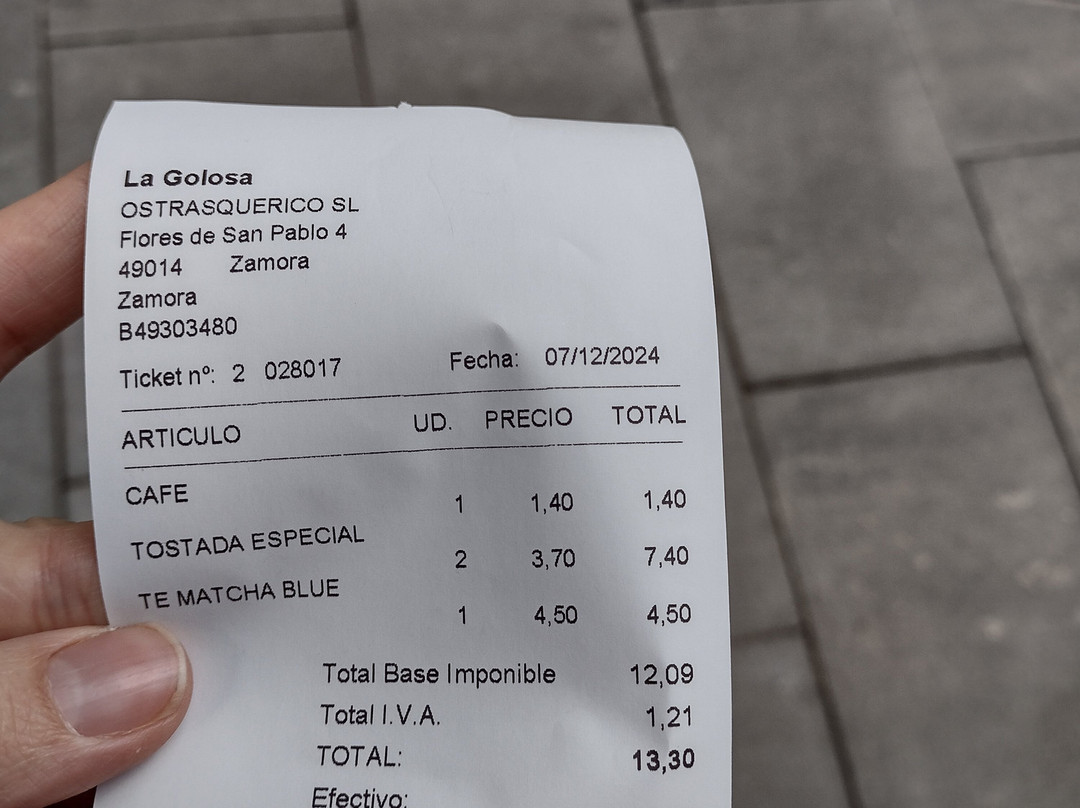 La Golosa
OSTRASQUERICO SL
Flores de San Pablo 4
49014 Zamora
Zamora
B49303480
Ticket nº: 2 028017 Fecha: 07/12/2024
ARTICULO UD. PRECIO TOTAL
CAFE 1 1,40 1,40
TOSTADA ESPECIAL 2 3,70 7,40
TE MATCHA BLUE 1 4,50 4,50
Total Base Imponible 12,09
Total I.V.A. 1,21
TOTAL: 13,30
Efectivo: